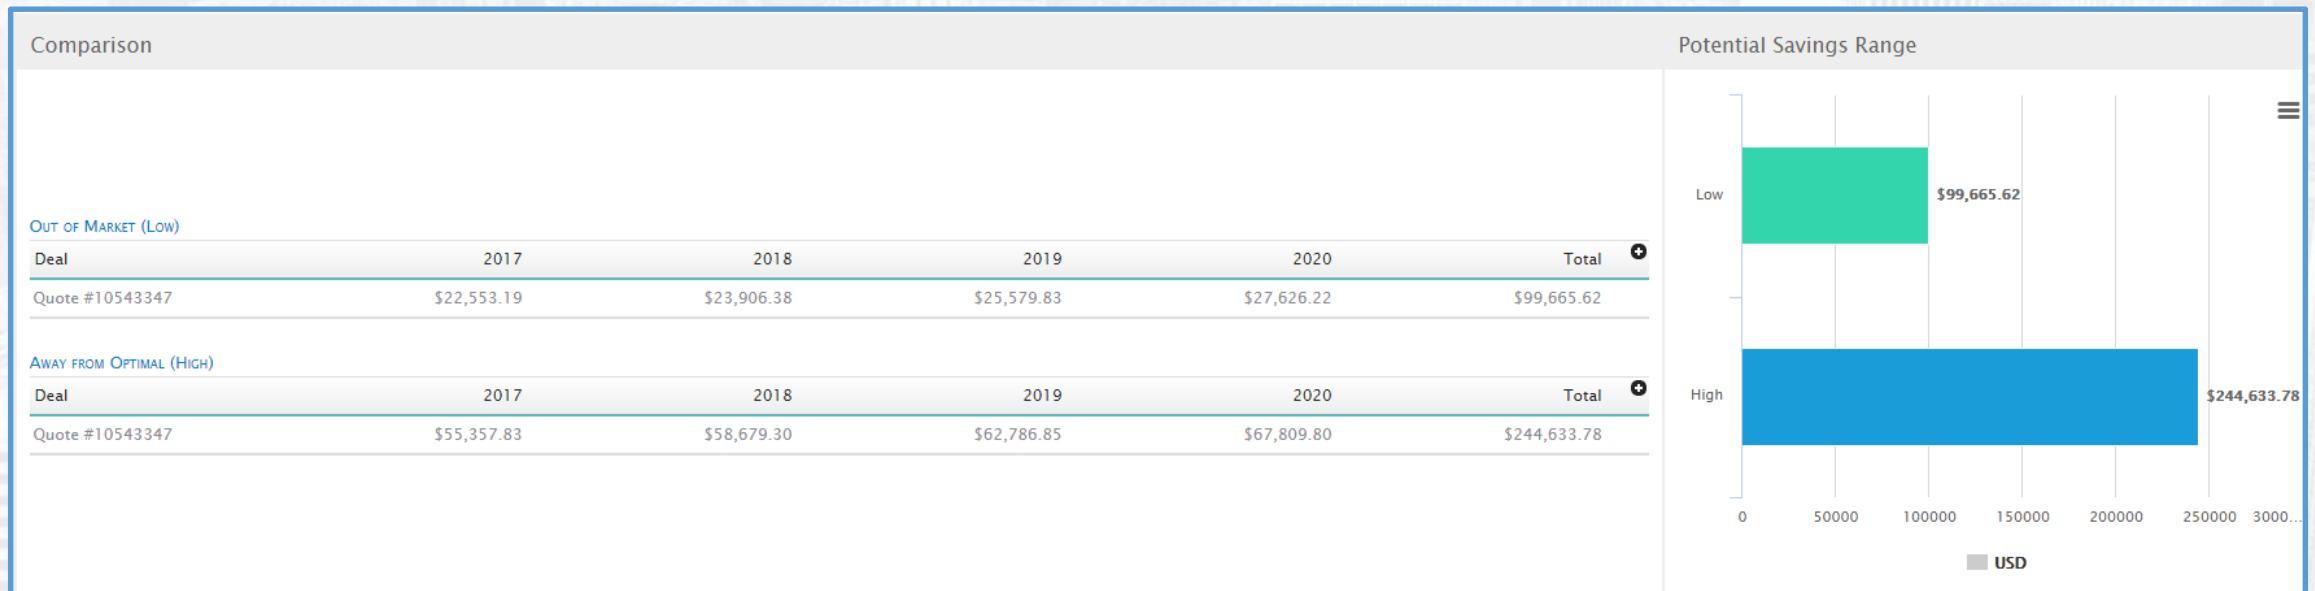 Comparison
Potential Savings Range
OUT OF MARKET (LOW)
Deal 2017 2018 2019 2020 Total
Quote #10543347 $22,553.19 $23,906.38 $25,579.83 $27,626.22 $99,665.62
AWAY FROM OPTIMAL (HIGH)
Deal 2017 2018 2019 2020 Total
Quote #10543347 $55,357.83 $58,679.30 $62,786.85 $67,809.80 $244,633.78
Low $99,665.62
High $244,633.78
0 50000 100000 150000 200000 250000 3000...
USD